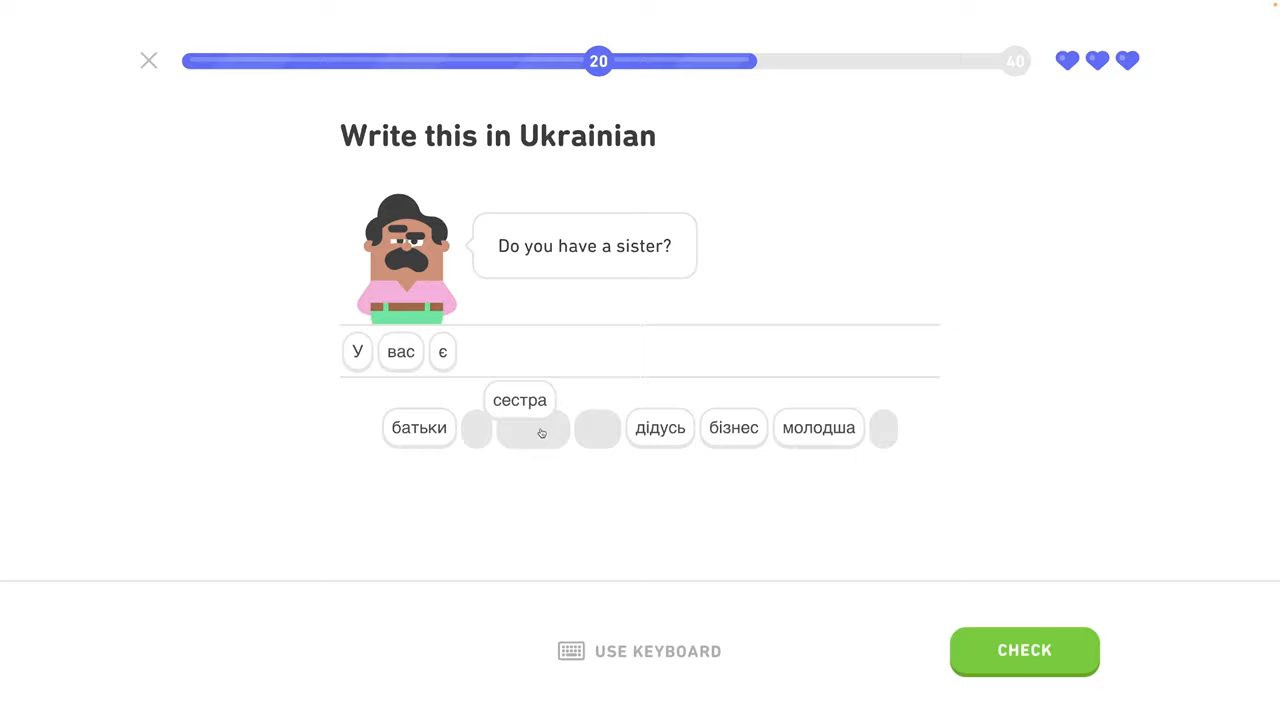 20
40
Write this in Ukrainian
Do you have a sister?
У вас є
сестра
батьки дідусь бізнес молодша
USE KEYBOARD
CHECK